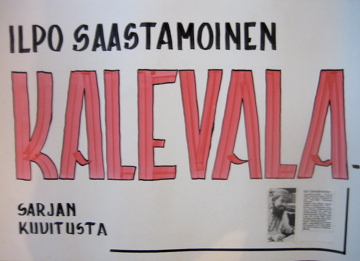 ILPO SAASTAMOINEN
KALEVALA-
SARJAN
KUVITUSTA